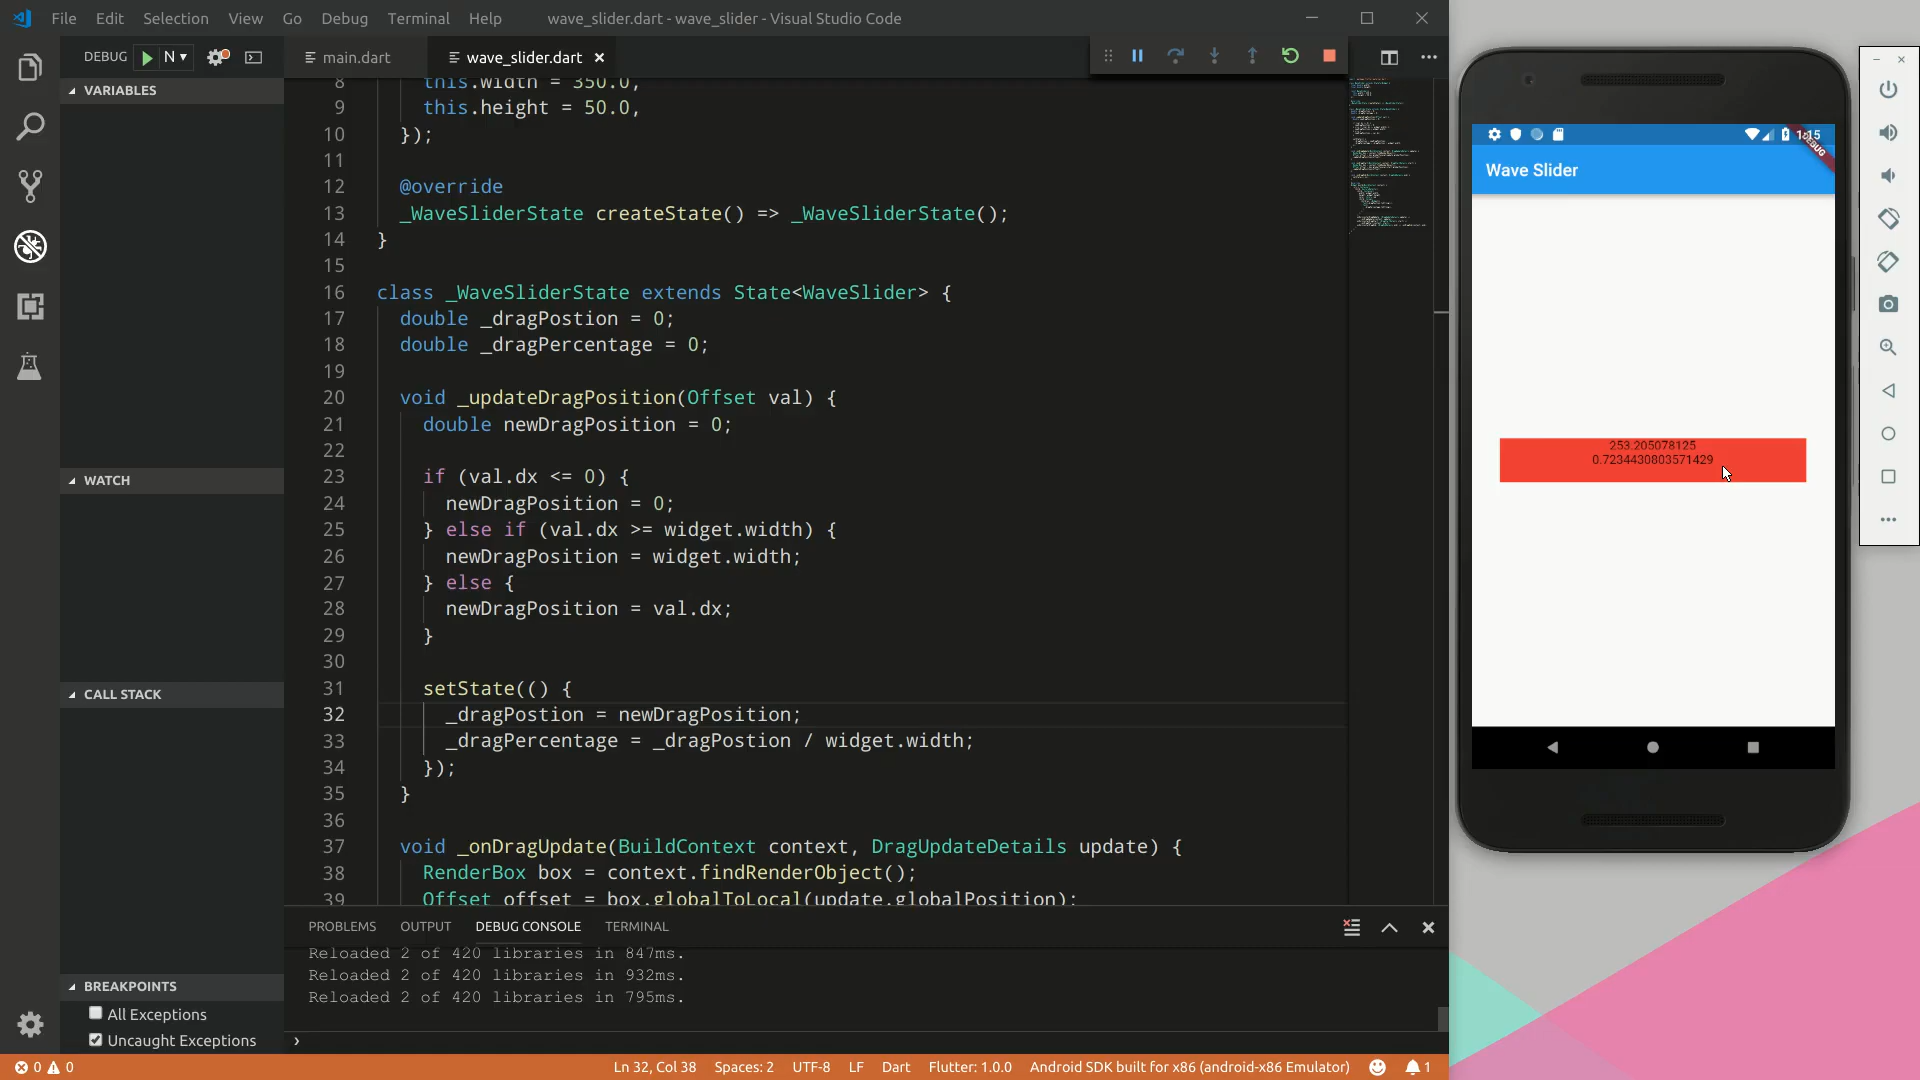 File Edit Selection View Go Debug Terminal Help
wave_slider.dart - wave_slider - Visual Studio Code
DEBUG N
main.dart
wave_slider.dart
VARIABLES
WATCH
CALL STACK
BREAKPOINTS
All Exceptions
Uncaught Exceptions
8 this.width = 350.0,
9 this.height = 50.0,
10 });
11
12 @override
13 _WaveSliderState createState() => _WaveSliderState();
14 }
15
16 class _WaveSliderState extends State<WaveSlider> {
17 double _dragPostion = 0;
18 double _dragPercentage = 0;
19
20 void _updateDragPosition(Offset val) {
21 double newDragPosition = 0;
22
23 if (val.dx <= 0) {
24 newDragPosition = 0;
25 } else if (val.dx >= widget.width) {
26 newDragPosition = widget.width;
27 } else {
28 newDragPosition = val.dx;
29 }
30
31 setState(() {
32 _dragPostion = newDragPosition;
33 _dragPercentage = _dragPostion / widget.width;
34 });
35 }
36
37 void _onDragUpdate(BuildContext context, DragUpdateDetails update) {
38 RenderBox box = context.findRenderObject();
39 Offset offset = box.globalToLocal(update.globalPosition);
PROBLEMS OUTPUT DEBUG CONSOLE TERMINAL
Reloaded 2 of 420 libraries in 847ms.
Reloaded 2 of 420 libraries in 932ms.
Reloaded 2 of 420 libraries in 795ms.
0 0
Ln 32, Col 38 Spaces: 2 UTF-8 LF Dart Flutter: 1.0.0 Android SDK built for x86 (android-x86 Emulator) 1
1:15
DEBUG
Wave Slider
253.205078125
0.7234430803571429